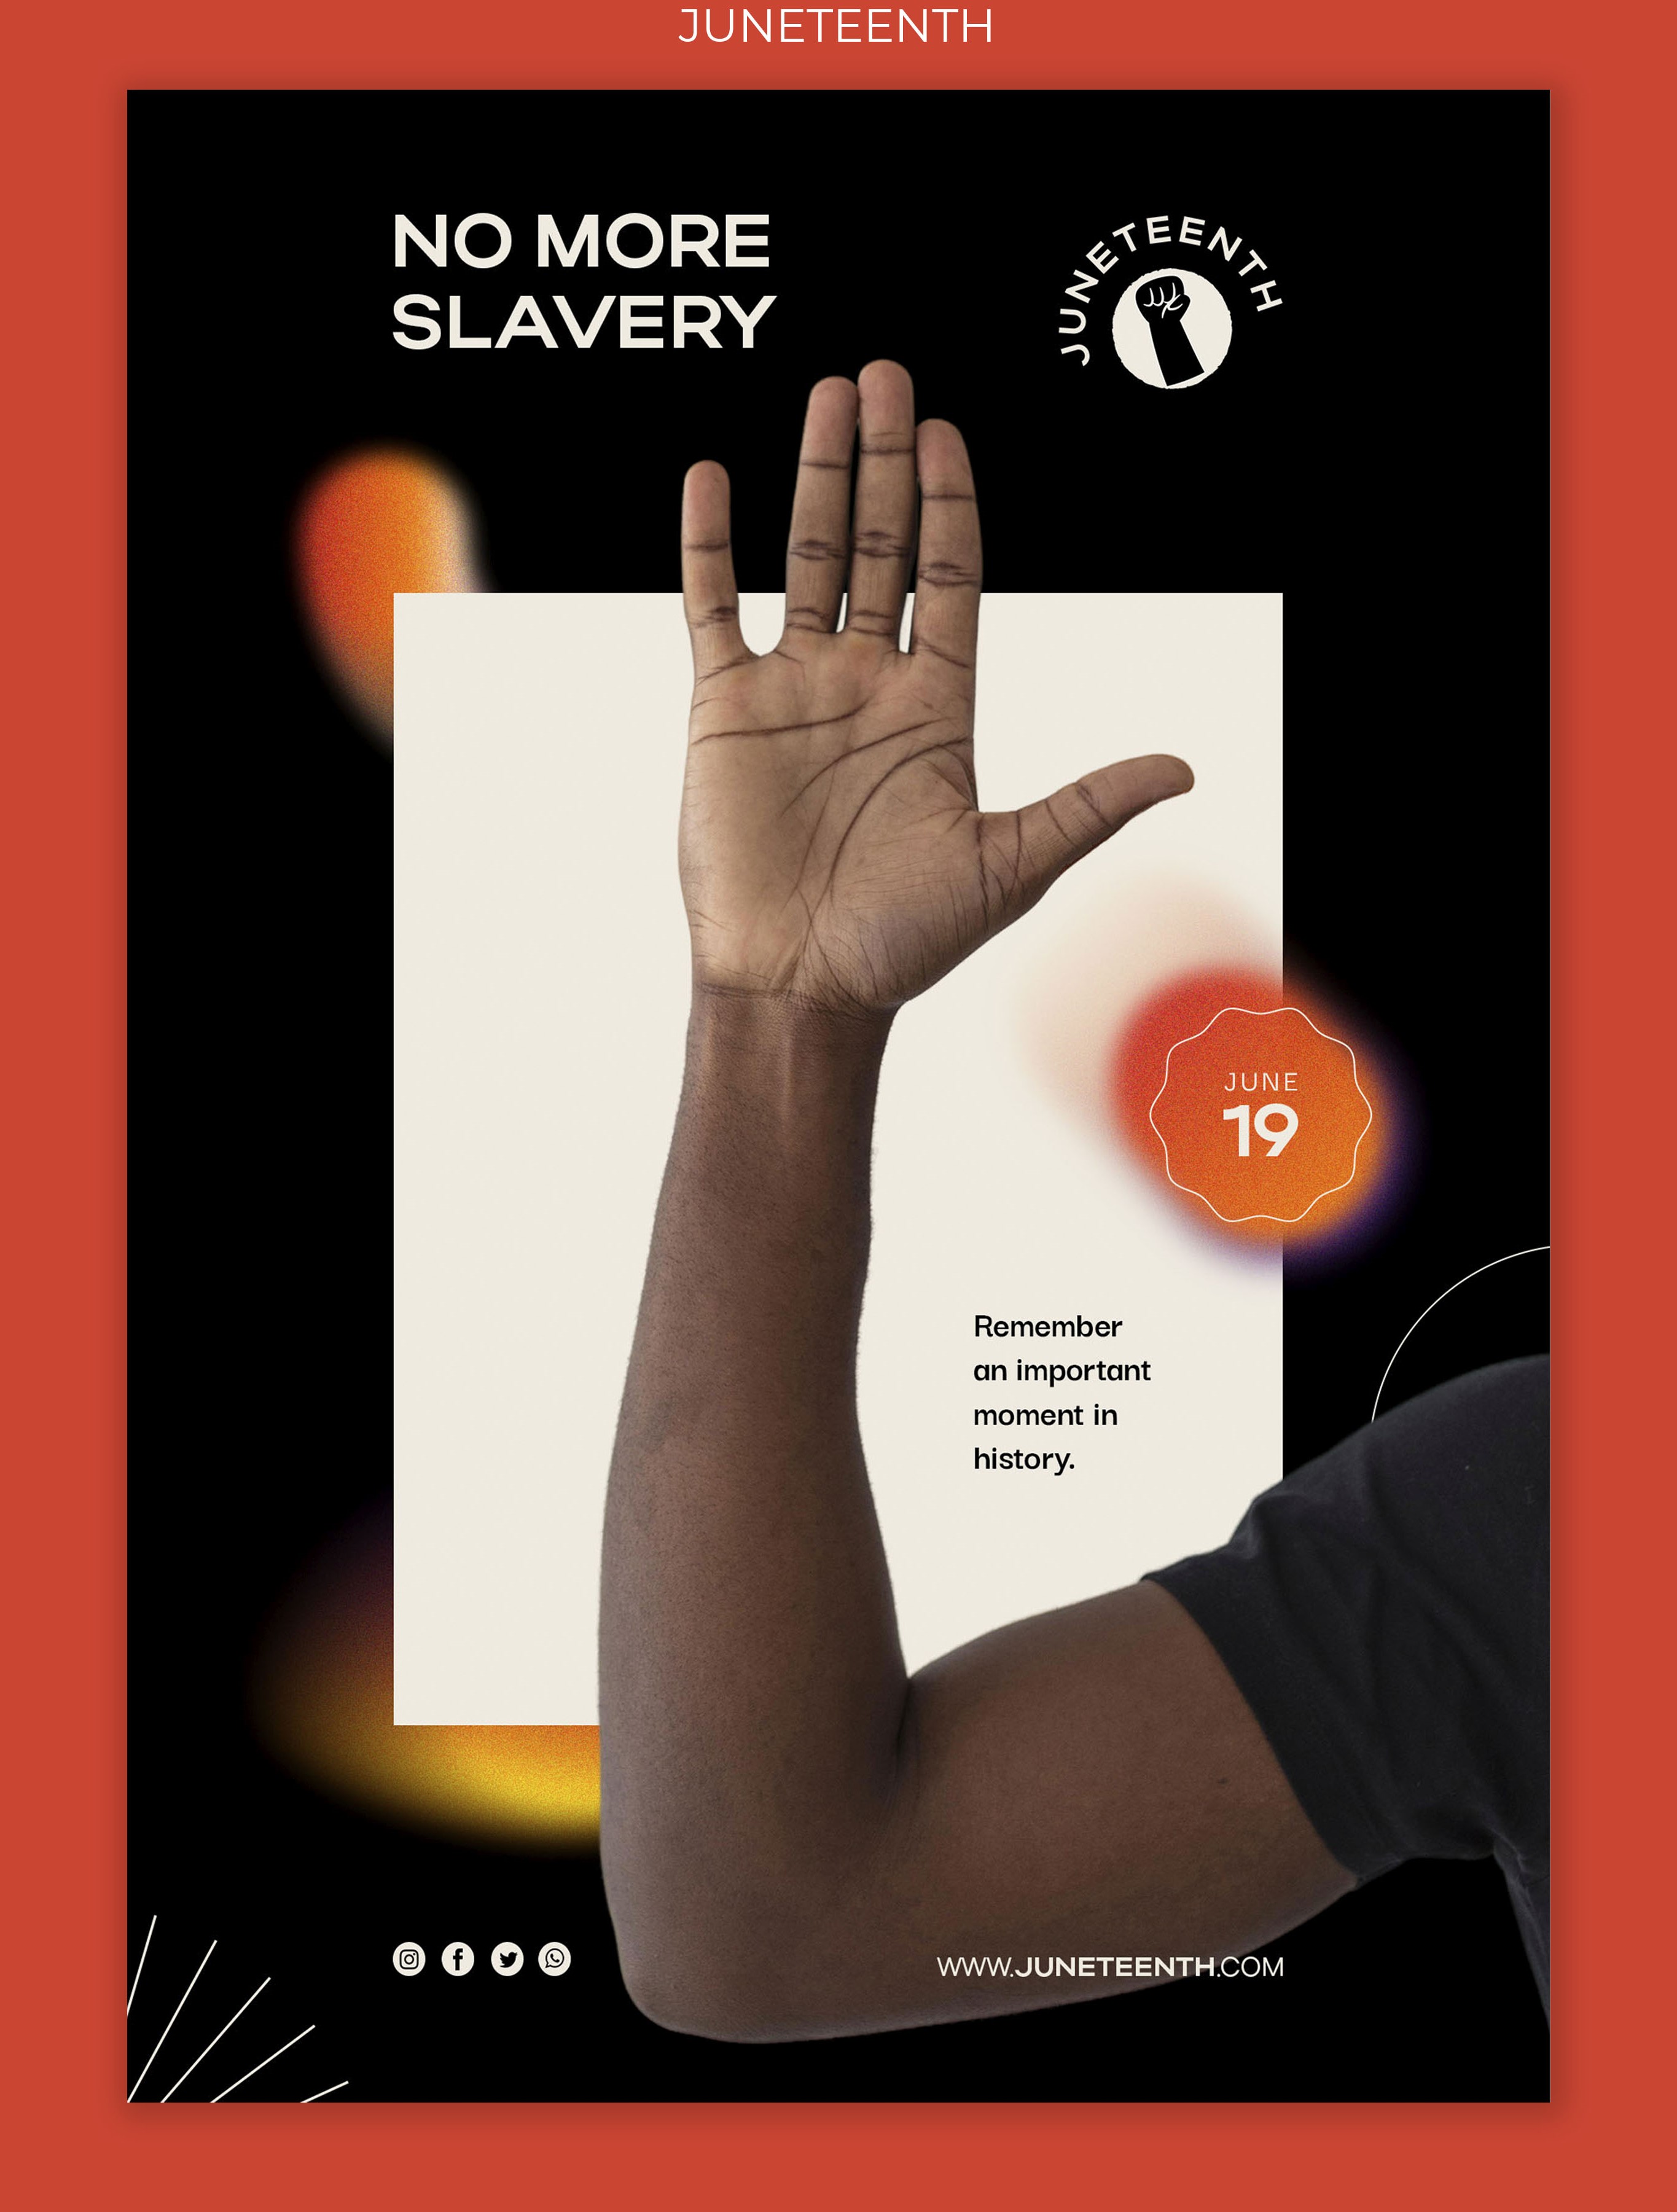 JUNETEENTH
NO MORE
SLAVERY
JUNETEENTH
JUNE
19
Remember
an important
moment in
history.
WWW.JUNETEENTH.COM